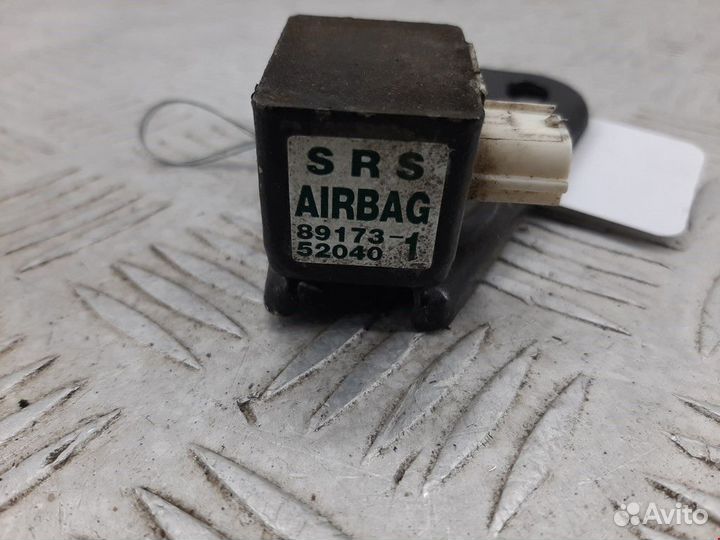 SRS
AIRBAG
89173-
52040 1
Avito